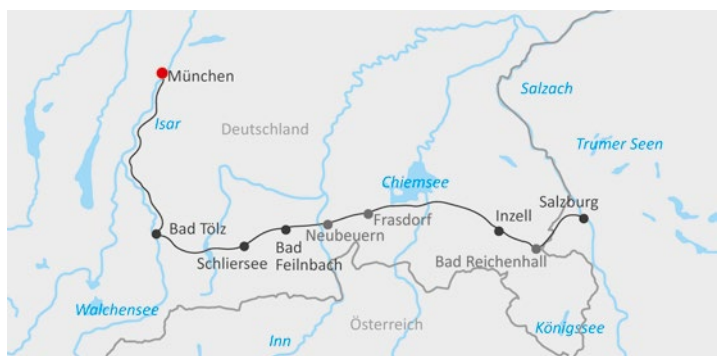 München
Salzach
Isar
Deutschland
Trumer Seen
Chiemsee
Salzburg
Inzell
Frasdorf
Bad Tölz
Neubeuern
Bad
Feilnbach
Schliersee
Bad Reichenhall
Walchensee
Österreich
Königssee
Inn